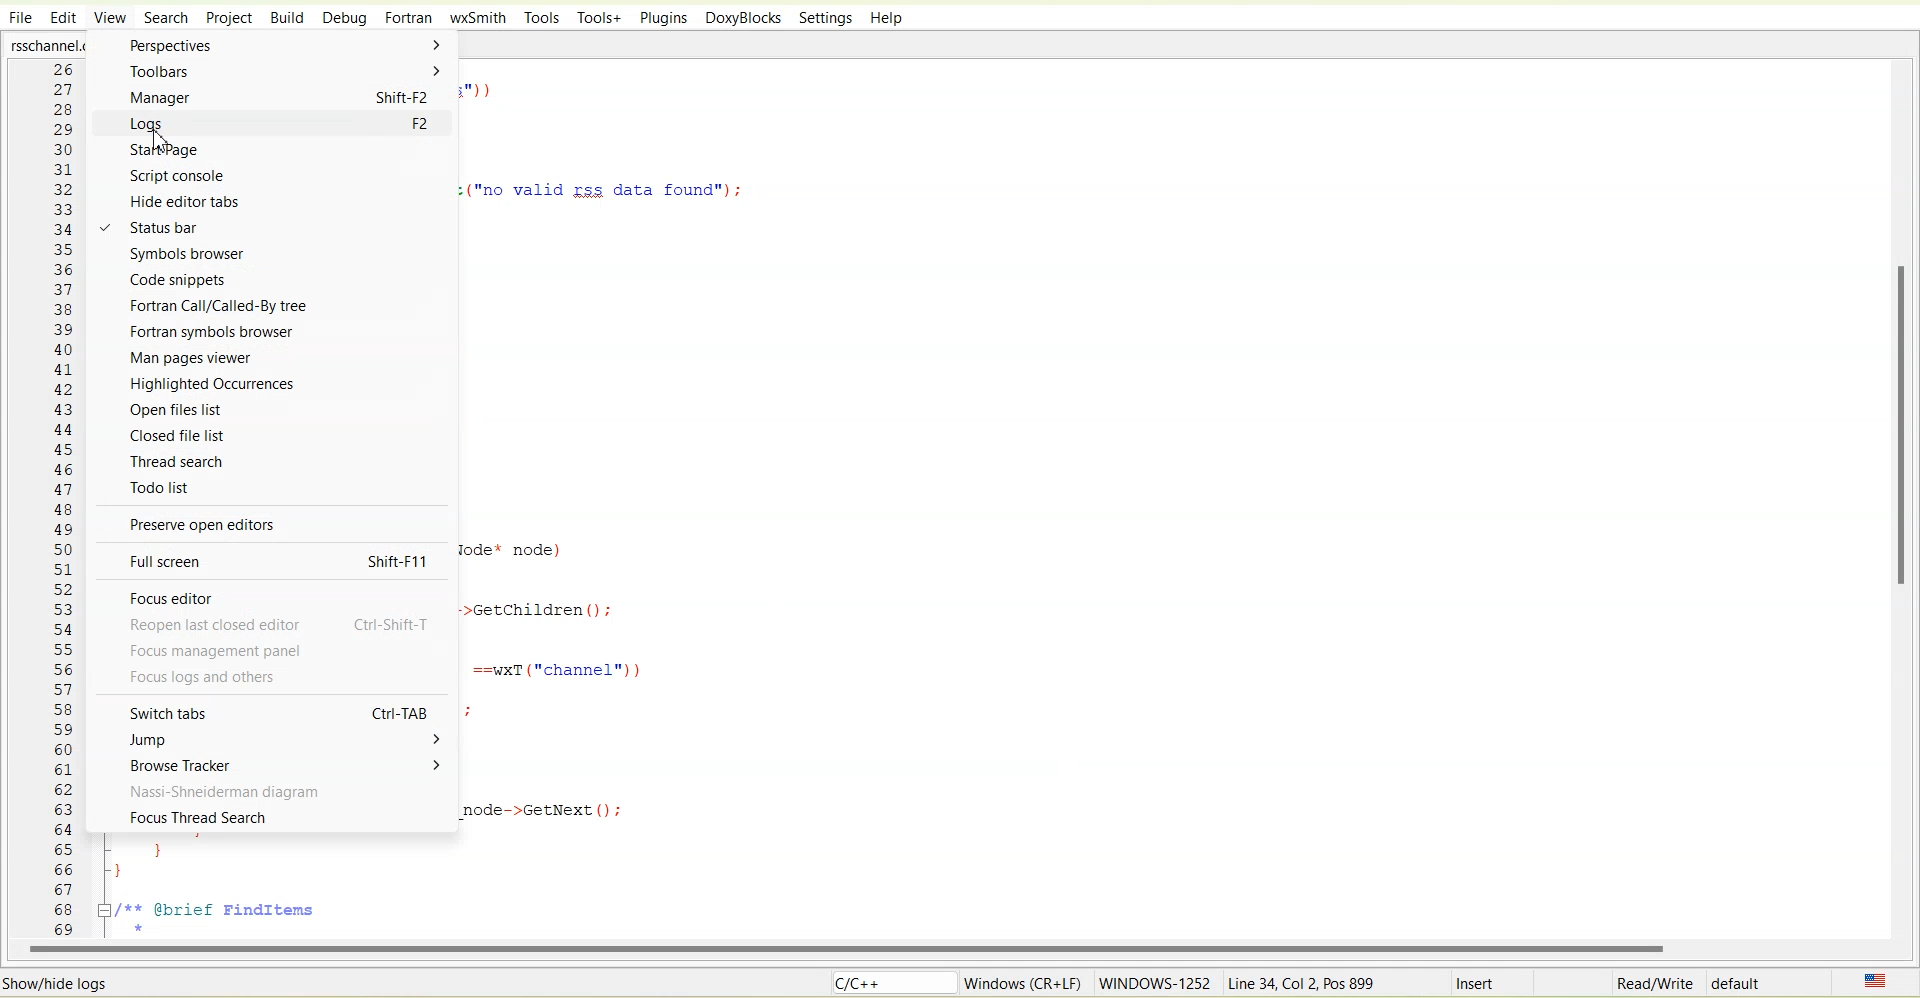 File Edit View Search Project Build Debug Fortran wxSmith Tools Tools+ Plugins DoxyBlocks Settings Help
rsschannel.c
Perspectives
Toolbars
Manager Shift-F2
Logs F2
Start Page
Script console
Hide editor tabs
Status bar
Symbols browser
Code snippets
Fortran Call/Called-By tree
Fortran symbols browser
Man pages viewer
Highlighted Occurrences
Open files list
Closed file list
Thread search
Todo list
Preserve open editors
Full screen Shift-F11
Focus editor
Reopen last closed editor Ctrl-Shift-T
Focus management panel
Focus logs and others
Switch tabs Ctrl-TAB
Jump
Browse Tracker
Nassi-Shneiderman diagram
Focus Thread Search
26
27 s"))
28
29
30
31
32 ("no valid rss data found");
33
34
35
36
37
38
39
40
41
42
43
44
45
46
47
48
49
50 Node* node)
51
52
53 ->GetChildren();
54
55
56 ==wxT("channel"))
57
58 ;
59
60
61
62
63 _node->GetNext();
64 }
65 }
66 }
67
68 /** @brief FindItems
69 *
Show/hide logs C/C++ Windows (CR+LF) WINDOWS-1252 Line 34, Col 2, Pos 899 Insert Read/Write default